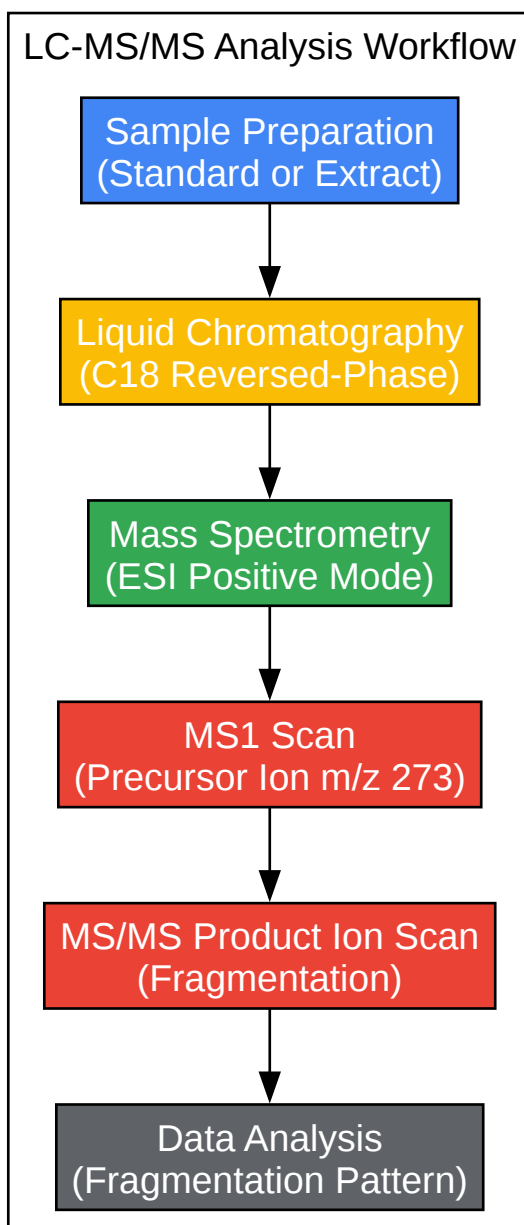 LC-MS/MS Analysis Workflow
Sample Preparation
(Standard or Extract)
Liquid Chromatography
(C18 Reversed-Phase)
Mass Spectrometry
(ESI Positive Mode)
MS1 Scan
(Precursor Ion m/z 273)
MS/MS Product Ion Scan
(Fragmentation)
Data Analysis
(Fragmentation Pattern)